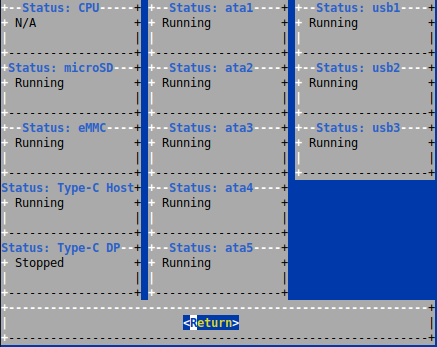 Status: CPU
N/A
Status: microSD
Running
Status: eMMC
Running
Status: Type-C Host
Running
Status: Type-C DP
Stopped
Status: ata1
Running
Status: ata2
Running
Status: ata3
Running
Status: ata4
Running
Status: ata5
Running
Status: usb1
Running
Status: usb2
Running
Status: usb3
Running
<Return>